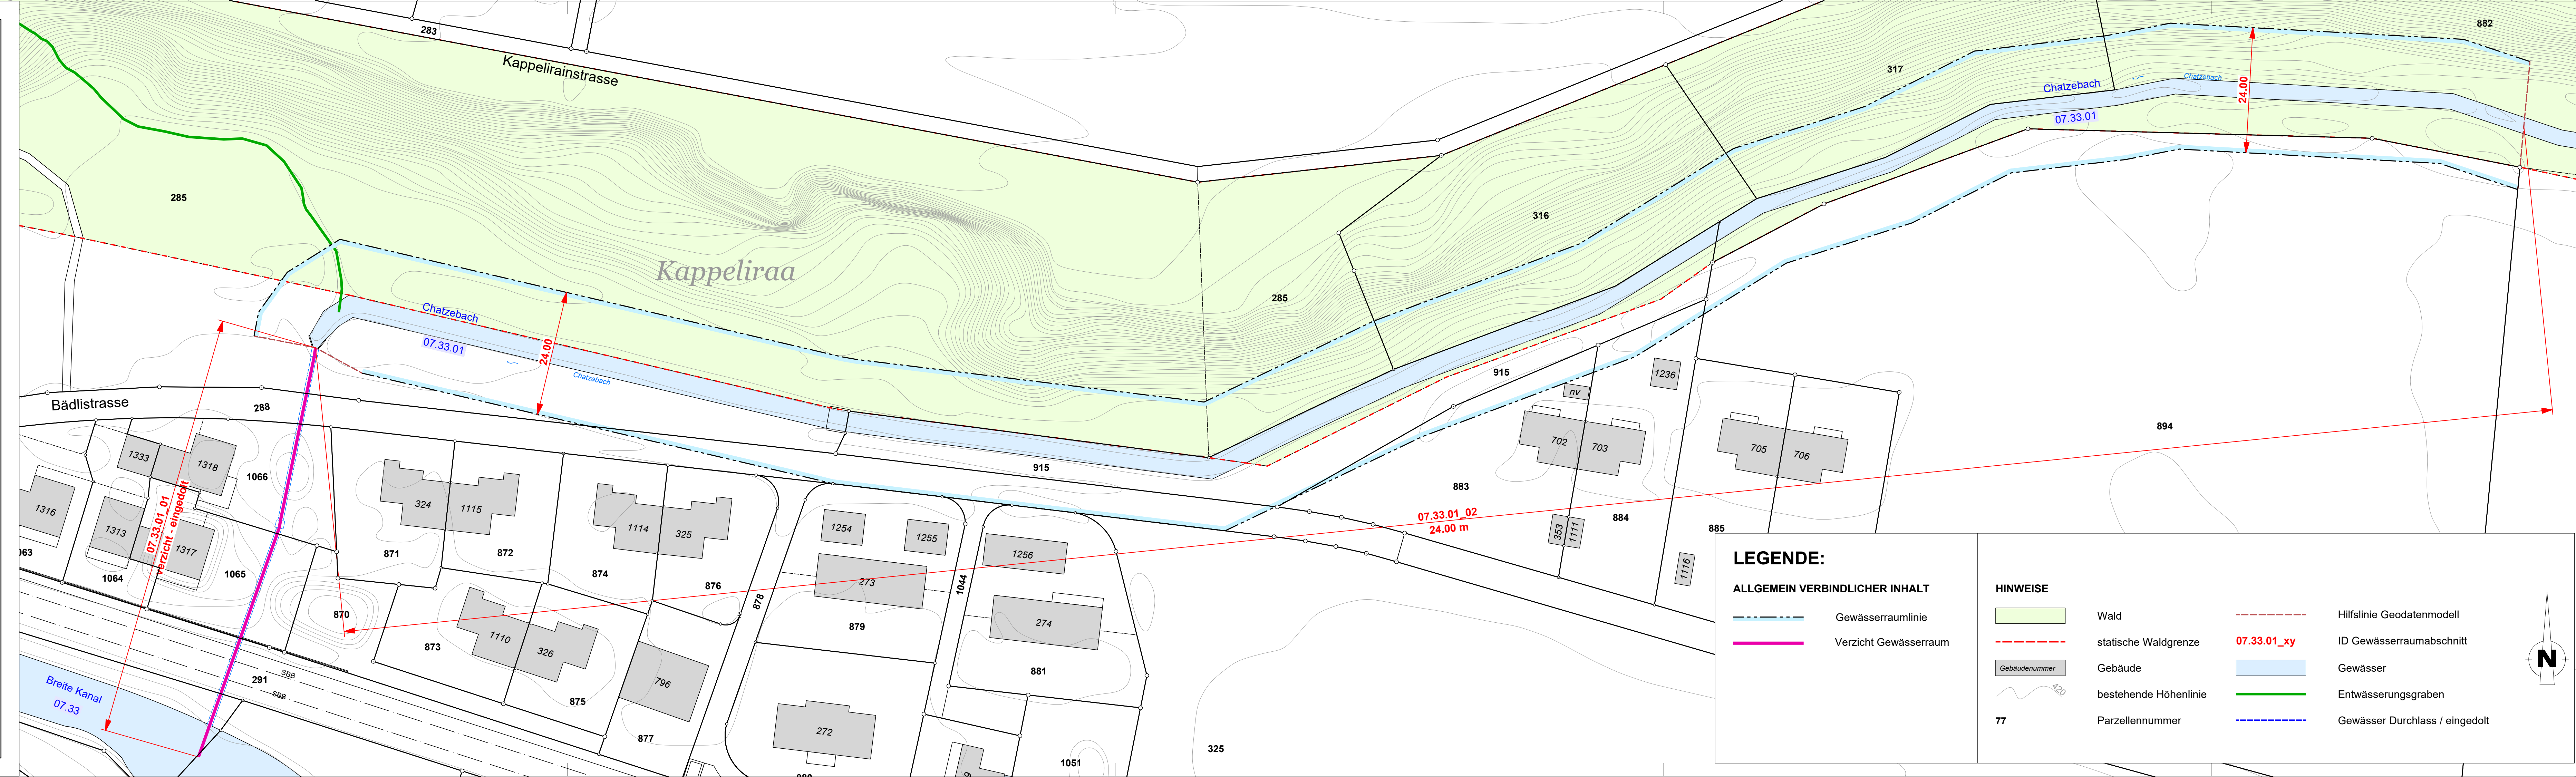 283
Kappelirainstrasse
882
317
Chatzebach
Chatzebach
07.33.01
24.00
285
316
Kappeliraa
285
Chatzebach
07.33.01
24.00
Chatzebach
Bädlistrasse
288
915
915
1236
nv
702
703
705
706
894
883
884
885
353
1111
1116
07.33.01_02
24.00 m
1333
1318
1066
1316
1313
1317
07.33.01_01
verzicht - eingedolt
1064
1065
324
1115
871
872
1114
325
874
876
870
873
1110
326
875
877
796
878
1254
1255
273
879
1044
1256
274
881
272
1051
325
291
SBB
SBB
Breite Kanal
07.33
LEGENDE:
ALLGEMEIN VERBINDLICHER INHALT
Gewässerraumlinie
Verzicht Gewässerraum
HINWEISE
Wald
statische Waldgrenze
Gebäudenummer
Gebäude
420
bestehende Höhenlinie
77
Parzellennummer
Hilfslinie Geodatenmodell
07.33.01_xy
ID Gewässerraumabschnitt
Gewässer
Entwässerungsgraben
Gewässer Durchlass / eingedolt
N